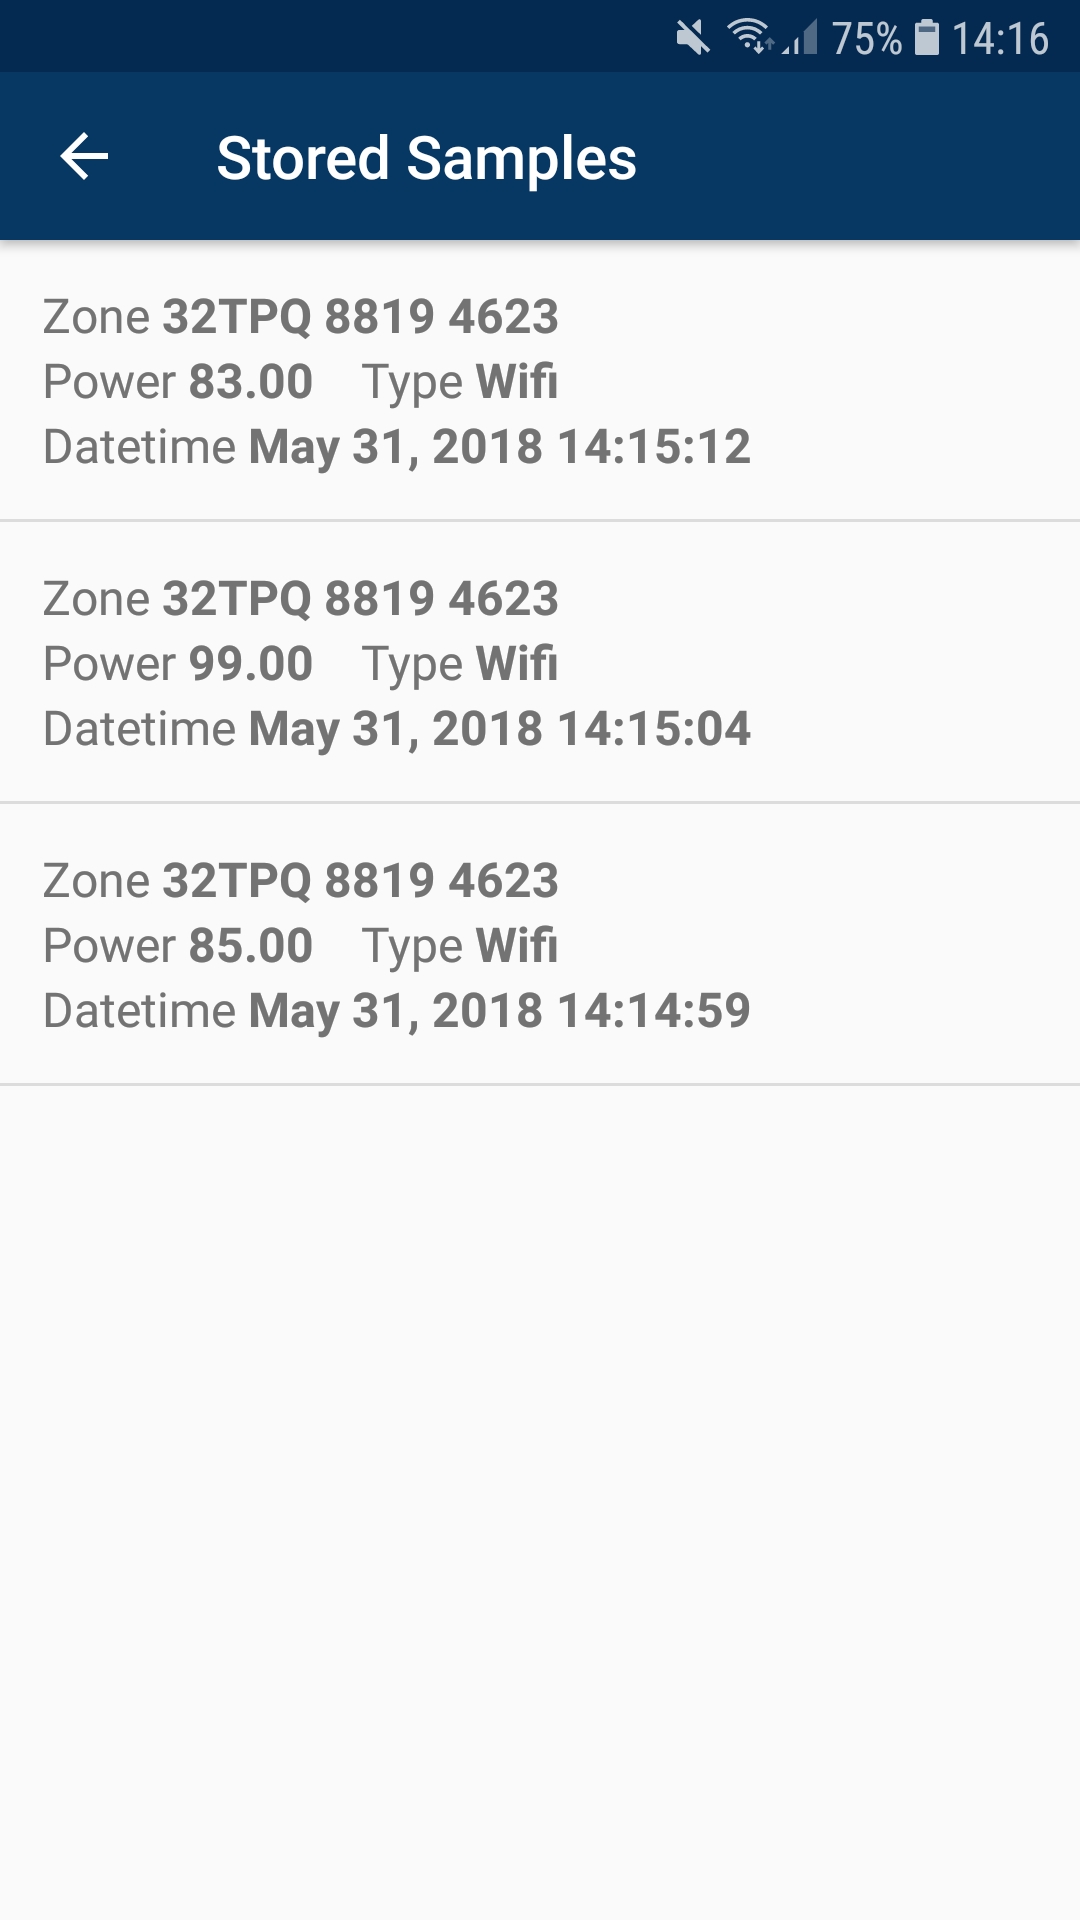 75% 14:16
Stored Samples
Zone 32TPQ 8819 4623
Power 83.00 Type Wifi
Datetime May 31, 2018 14:15:12
Zone 32TPQ 8819 4623
Power 99.00 Type Wifi
Datetime May 31, 2018 14:15:04
Zone 32TPQ 8819 4623
Power 85.00 Type Wifi
Datetime May 31, 2018 14:14:59